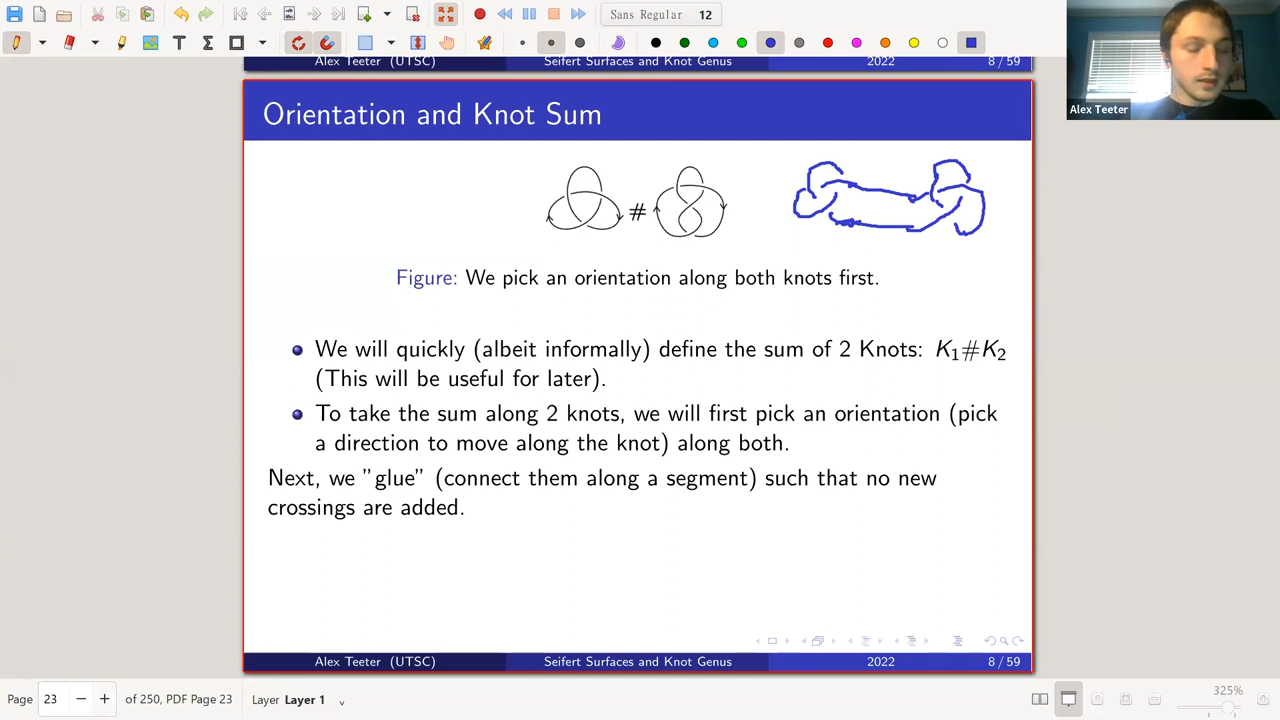 Sans Regular 12
Alex Teeter (UTSC) Seifert Surfaces and Knot Genus 2022 8 / 59
Alex Teeter
Orientation and Knot Sum
#
Figure: We pick an orientation along both knots first.
We will quickly (albeit informally) define the sum of 2 Knots: K₁#K₂
(This will be useful for later).
To take the sum along 2 knots, we will first pick an orientation (pick
a direction to move along the knot) along both.
Next, we "glue" (connect them along a segment) such that no new
crossings are added.
Alex Teeter (UTSC) Seifert Surfaces and Knot Genus 2022 8 / 59
Page 23 of 250, PDF Page 23 Layer Layer 1 325%